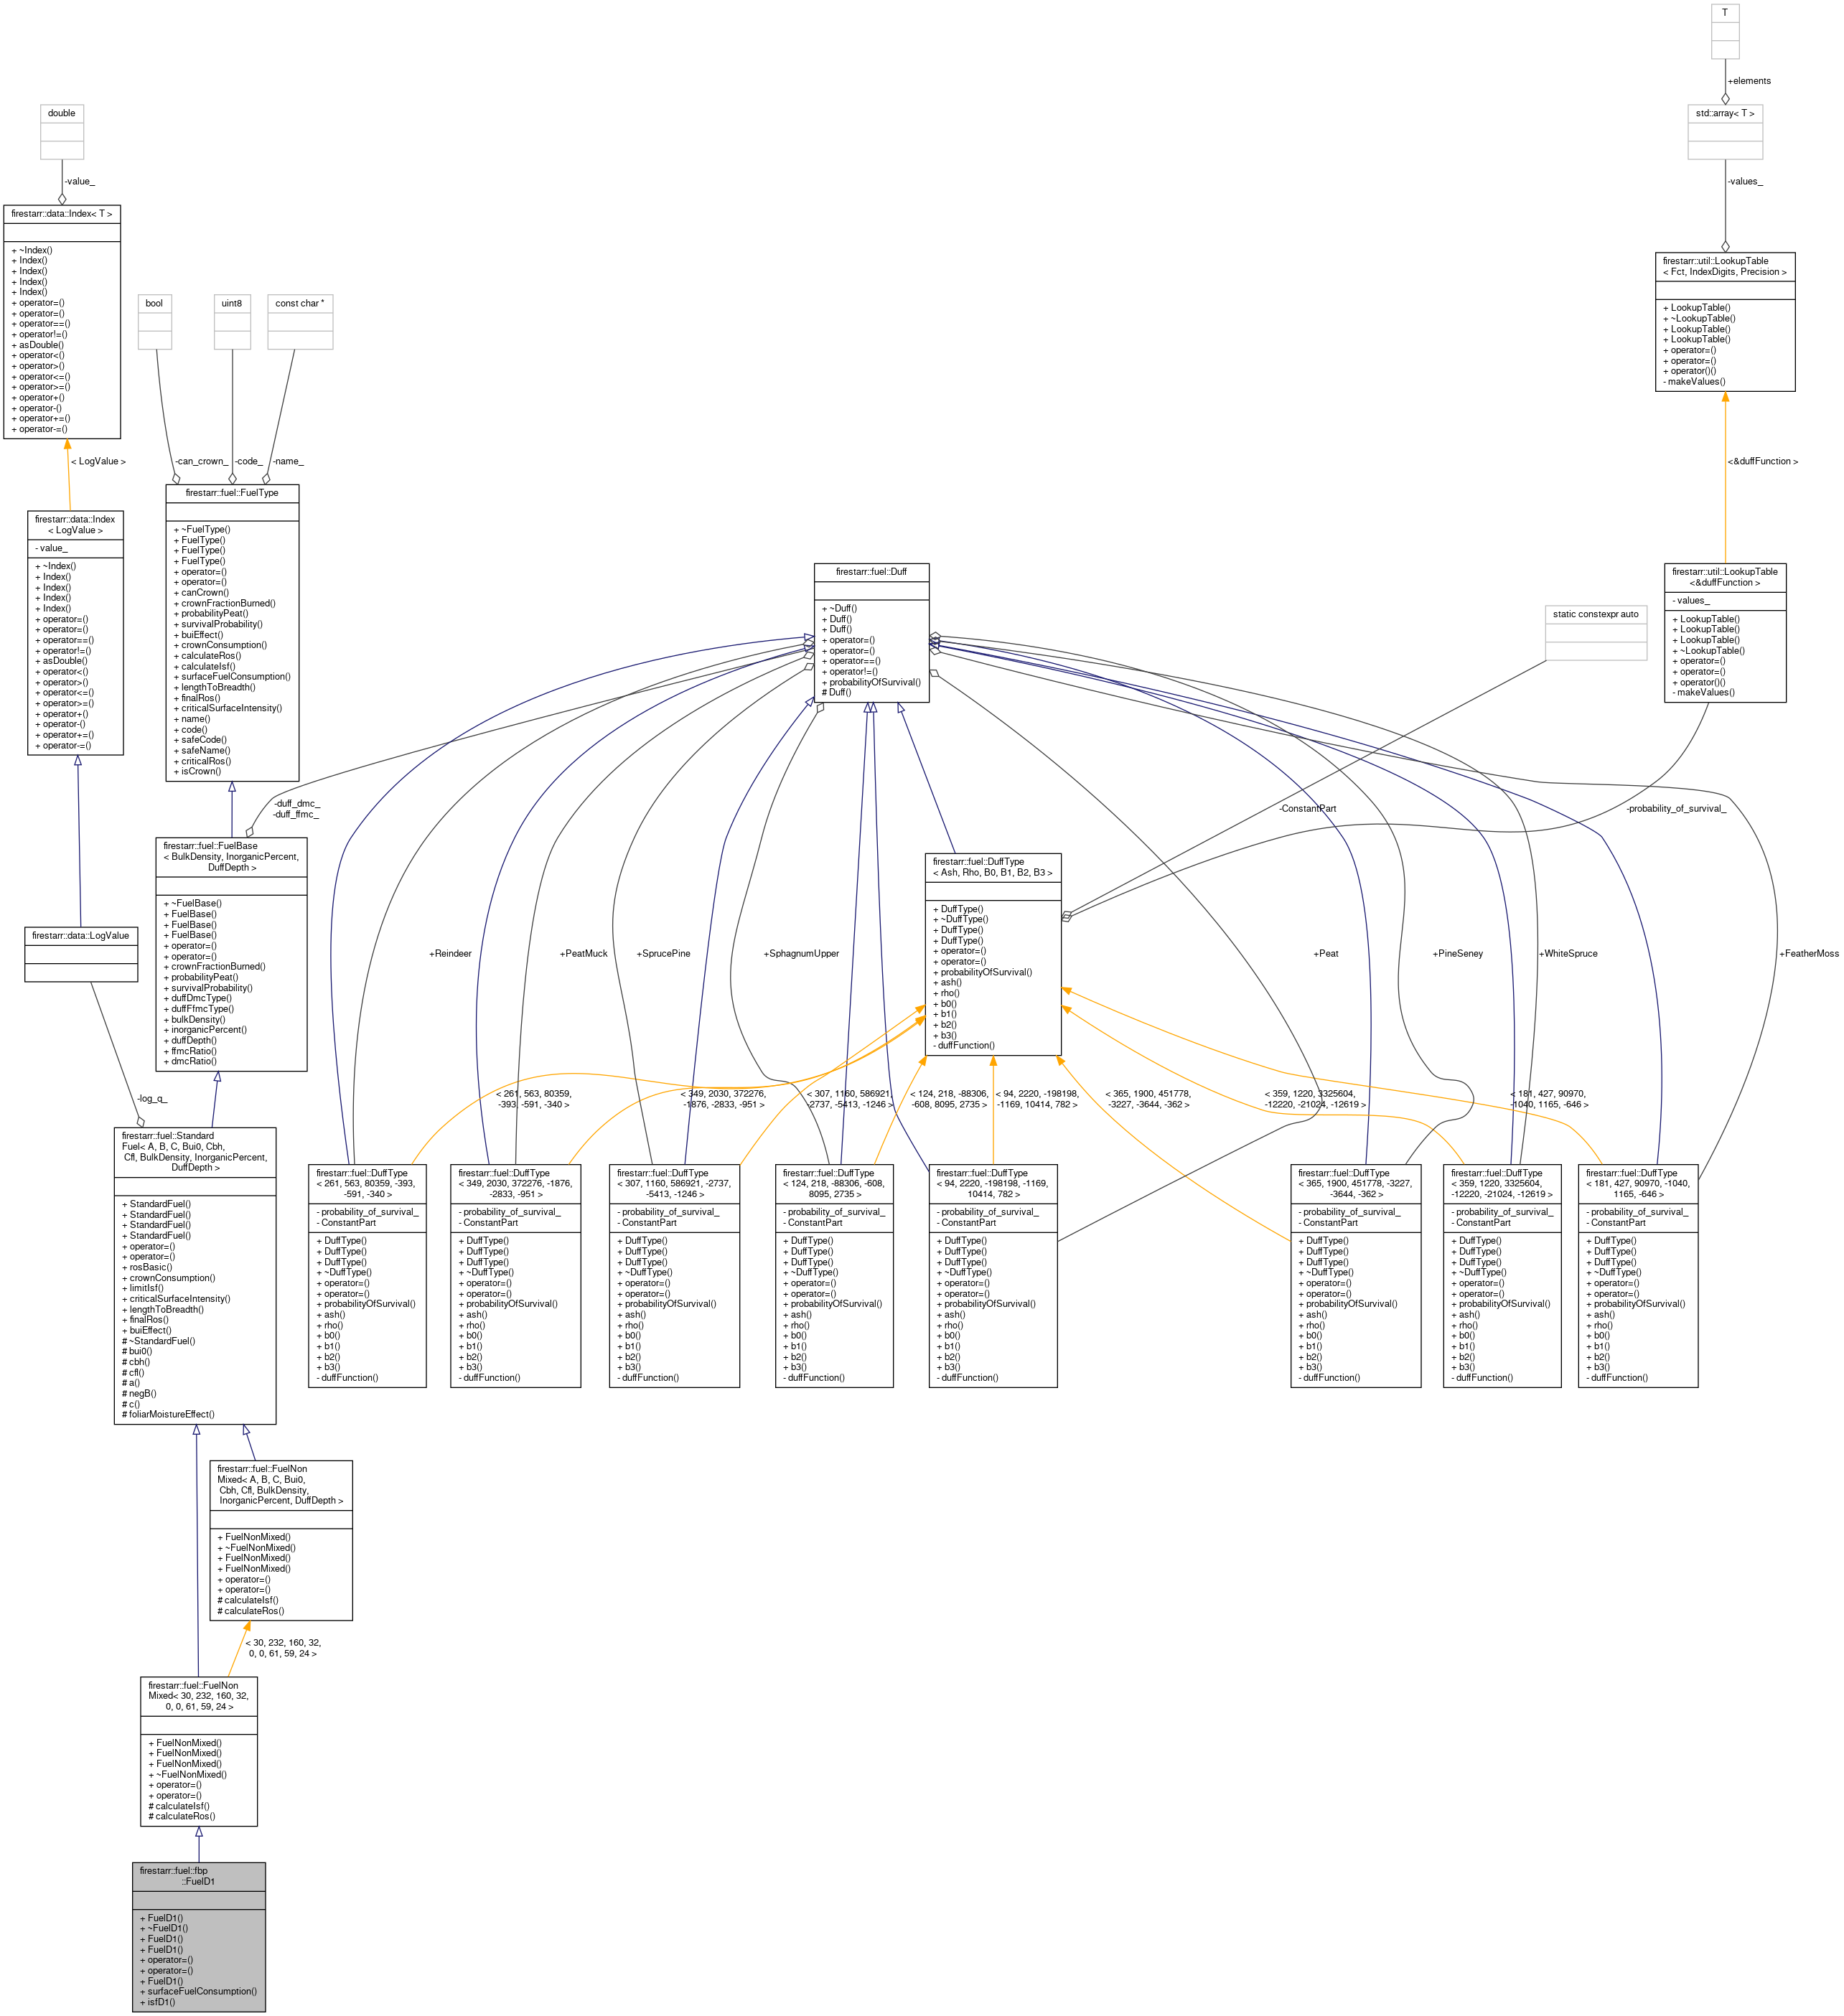 T
+elements
double
std::array< T >
-value_
-values_
firestarr::data::Index< T >
+ ~Index()
+ Index()
+ Index()
+ Index()
+ Index()
+ operator=()
+ operator=()
+ operator==()
+ operator!=()
+ asDouble()
+ operator<()
+ operator>()
+ operator<=()
+ operator>=()
+ operator+()
+ operator-()
+ operator+=()
+ operator-=()
firestarr::util::LookupTable
< Fct, IndexDigits, Precision >
+ LookupTable()
+ ~LookupTable()
+ LookupTable()
+ LookupTable()
+ operator=()
+ operator=()
+ operator()()
- makeValues()
bool
uint8
const char *
< LogValue >
-can_crown_
-code_
-name_
<&duffFunction >
firestarr::data::Index
< LogValue >
- value_
+ ~Index()
+ Index()
+ Index()
+ Index()
+ Index()
+ operator=()
+ operator=()
+ operator==()
+ operator!=()
+ asDouble()
+ operator<()
+ operator>()
+ operator<=()
+ operator>=()
+ operator+()
+ operator-()
+ operator+=()
+ operator-=()
firestarr::fuel::FuelType
+ ~FuelType()
+ FuelType()
+ FuelType()
+ FuelType()
+ operator=()
+ operator=()
+ canCrown()
+ crownFractionBurned()
+ probabilityPeat()
+ survivalProbability()
+ buiEffect()
+ crownConsumption()
+ calculateRos()
+ calculateIsf()
+ surfaceFuelConsumption()
+ lengthToBreadth()
+ finalRos()
+ criticalSurfaceIntensity()
+ name()
+ code()
+ safeCode()
+ safeName()
+ criticalRos()
+ isCrown()
firestarr::fuel::Duff
+ ~Duff()
+ Duff()
+ Duff()
+ operator=()
+ operator=()
+ operator==()
+ operator!=()
+ probabilityOfSurvival()
# Duff()
static constexpr auto
firestarr::util::LookupTable
<&duffFunction >
- values_
+ LookupTable()
+ LookupTable()
+ LookupTable()
+ ~LookupTable()
+ operator=()
+ operator=()
+ operator()()
- makeValues()
-duff_dmc_
-duff_ffmc_
-ConstantPart
-probability_of_survival_
firestarr::fuel::FuelBase
< BulkDensity, InorganicPercent,
DuffDepth >
+ ~FuelBase()
+ FuelBase()
+ FuelBase()
+ FuelBase()
+ operator=()
+ operator=()
+ crownFractionBurned()
+ probabilityPeat()
+ survivalProbability()
+ duffDmcType()
+ duffFfmcType()
+ bulkDensity()
+ inorganicPercent()
+ duffDepth()
+ ffmcRatio()
+ dmcRatio()
firestarr::fuel::DuffType
< Ash, Rho, B0, B1, B2, B3 >
+ DuffType()
+ ~DuffType()
+ DuffType()
+ DuffType()
+ operator=()
+ operator=()
+ probabilityOfSurvival()
+ ash()
+ rho()
+ b0()
+ b1()
+ b2()
+ b3()
- duffFunction()
firestarr::data::LogValue
+Reindeer
+PeatMuck
+SprucePine
+SphagnumUpper
+Peat
+PineSeney
+WhiteSpruce
+FeatherMoss
-log_q_
< 261, 563, 80359,
-393, -591, -340 >
< 349, 2030, 372276,
-1876, -2833, -951 >
< 307, 1160, 586921,
-2737, -5413, -1246 >
< 124, 218, -88306,
-608, 8095, 2735 >
< 94, 2220, -198198,
-1169, 10414, 782 >
< 365, 1900, 451778,
-3227, -3644, -362 >
< 359, 1220, 3325604,
-12220, -21024, -12619 >
< 181, 427, 90970,
-1040, 1165, -646 >
firestarr::fuel::Standard
Fuel< A, B, C, Bui0, Cbh,
Cfl, BulkDensity, InorganicPercent,
DuffDepth >
+ StandardFuel()
+ StandardFuel()
+ StandardFuel()
+ StandardFuel()
+ operator=()
+ operator=()
+ rosBasic()
+ crownConsumption()
+ limitIsf()
+ criticalSurfaceIntensity()
+ lengthToBreadth()
+ finalRos()
+ buiEffect()
# ~StandardFuel()
# bui0()
# cbh()
# cfl()
# a()
# negB()
# c()
# foliarMoistureEffect()
firestarr::fuel::DuffType
< 261, 563, 80359, -393,
-591, -340 >
- probability_of_survival_
- ConstantPart
+ DuffType()
+ DuffType()
+ DuffType()
+ ~DuffType()
+ operator=()
+ operator=()
+ probabilityOfSurvival()
+ ash()
+ rho()
+ b0()
+ b1()
+ b2()
+ b3()
- duffFunction()
firestarr::fuel::DuffType
< 349, 2030, 372276, -1876,
-2833, -951 >
- probability_of_survival_
- ConstantPart
+ DuffType()
+ DuffType()
+ DuffType()
+ ~DuffType()
+ operator=()
+ operator=()
+ probabilityOfSurvival()
+ ash()
+ rho()
+ b0()
+ b1()
+ b2()
+ b3()
- duffFunction()
firestarr::fuel::DuffType
< 307, 1160, 586921, -2737,
-5413, -1246 >
- probability_of_survival_
- ConstantPart
+ DuffType()
+ DuffType()
+ DuffType()
+ ~DuffType()
+ operator=()
+ operator=()
+ probabilityOfSurvival()
+ ash()
+ rho()
+ b0()
+ b1()
+ b2()
+ b3()
- duffFunction()
firestarr::fuel::DuffType
< 124, 218, -88306, -608,
8095, 2735 >
- probability_of_survival_
- ConstantPart
+ DuffType()
+ DuffType()
+ DuffType()
+ ~DuffType()
+ operator=()
+ operator=()
+ probabilityOfSurvival()
+ ash()
+ rho()
+ b0()
+ b1()
+ b2()
+ b3()
- duffFunction()
firestarr::fuel::DuffType
< 94, 2220, -198198, -1169,
10414, 782 >
- probability_of_survival_
- ConstantPart
+ DuffType()
+ DuffType()
+ DuffType()
+ ~DuffType()
+ operator=()
+ operator=()
+ probabilityOfSurvival()
+ ash()
+ rho()
+ b0()
+ b1()
+ b2()
+ b3()
- duffFunction()
firestarr::fuel::DuffType
< 365, 1900, 451778, -3227,
-3644, -362 >
- probability_of_survival_
- ConstantPart
+ DuffType()
+ DuffType()
+ DuffType()
+ ~DuffType()
+ operator=()
+ operator=()
+ probabilityOfSurvival()
+ ash()
+ rho()
+ b0()
+ b1()
+ b2()
+ b3()
- duffFunction()
firestarr::fuel::DuffType
< 359, 1220, 3325604,
-12220, -21024, -12619 >
- probability_of_survival_
- ConstantPart
+ DuffType()
+ DuffType()
+ DuffType()
+ ~DuffType()
+ operator=()
+ operator=()
+ probabilityOfSurvival()
+ ash()
+ rho()
+ b0()
+ b1()
+ b2()
+ b3()
- duffFunction()
firestarr::fuel::DuffType
< 181, 427, 90970, -1040,
1165, -646 >
- probability_of_survival_
- ConstantPart
+ DuffType()
+ DuffType()
+ DuffType()
+ ~DuffType()
+ operator=()
+ operator=()
+ probabilityOfSurvival()
+ ash()
+ rho()
+ b0()
+ b1()
+ b2()
+ b3()
- duffFunction()
firestarr::fuel::FuelNon
Mixed< A, B, C, Bui0,
Cbh, Cfl, BulkDensity,
InorganicPercent, DuffDepth >
+ FuelNonMixed()
+ ~FuelNonMixed()
+ FuelNonMixed()
+ FuelNonMixed()
+ operator=()
+ operator=()
# calculateIsf()
# calculateRos()
< 30, 232, 160, 32,
0, 0, 61, 59, 24 >
firestarr::fuel::FuelNon
Mixed< 30, 232, 160, 32,
0, 0, 61, 59, 24 >
+ FuelNonMixed()
+ FuelNonMixed()
+ FuelNonMixed()
+ ~FuelNonMixed()
+ operator=()
+ operator=()
# calculateIsf()
# calculateRos()
firestarr::fuel::fbp
::FuelD1
+ FuelD1()
+ ~FuelD1()
+ FuelD1()
+ FuelD1()
+ operator=()
+ operator=()
+ FuelD1()
+ surfaceFuelConsumption()
+ isfD1()